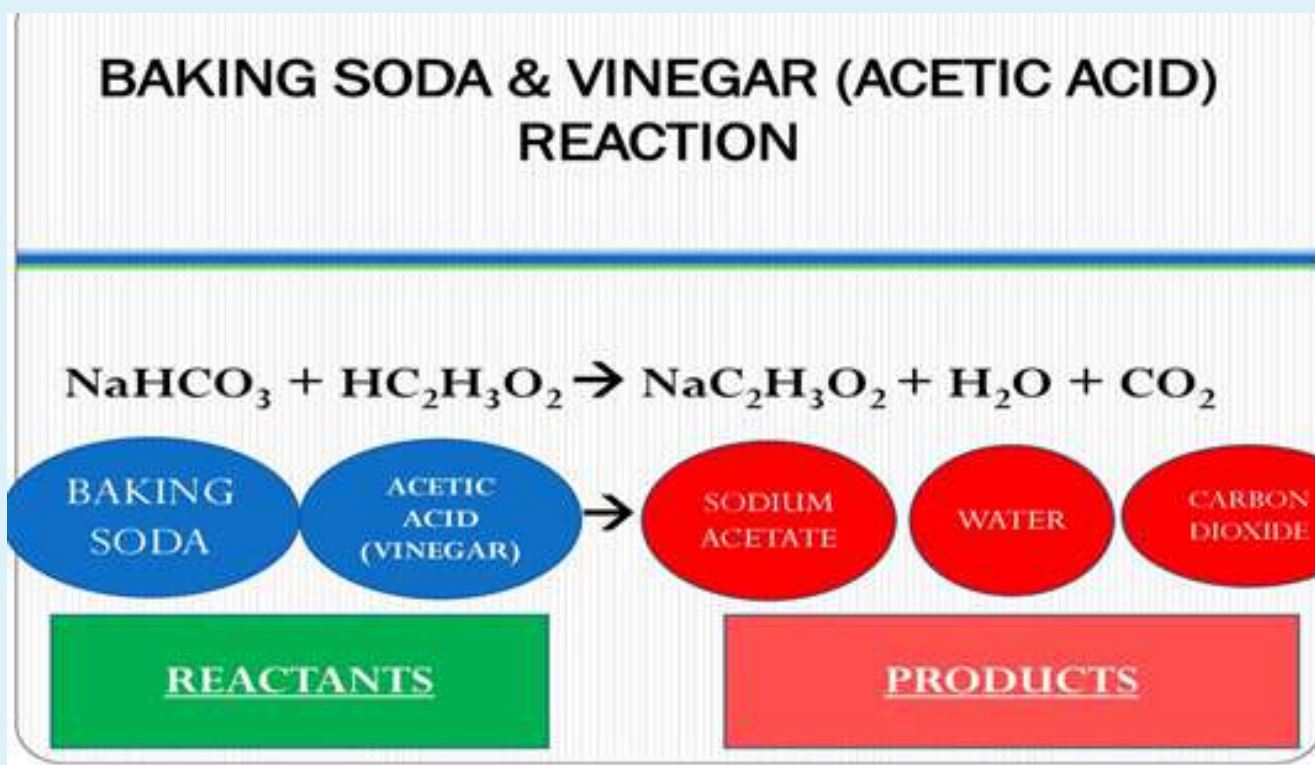 BAKING SODA & VINEGAR (ACETIC ACID)
REACTION
NaHCO₃ + HC₂H₃O₂ → NaC₂H₃O₂ + H₂O + CO₂
BAKING
SODA
ACETIC
ACID
(VINEGAR)
→
SODIUM
ACETATE
WATER
CARBON
DIOXIDE
REACTANTS
PRODUCTS